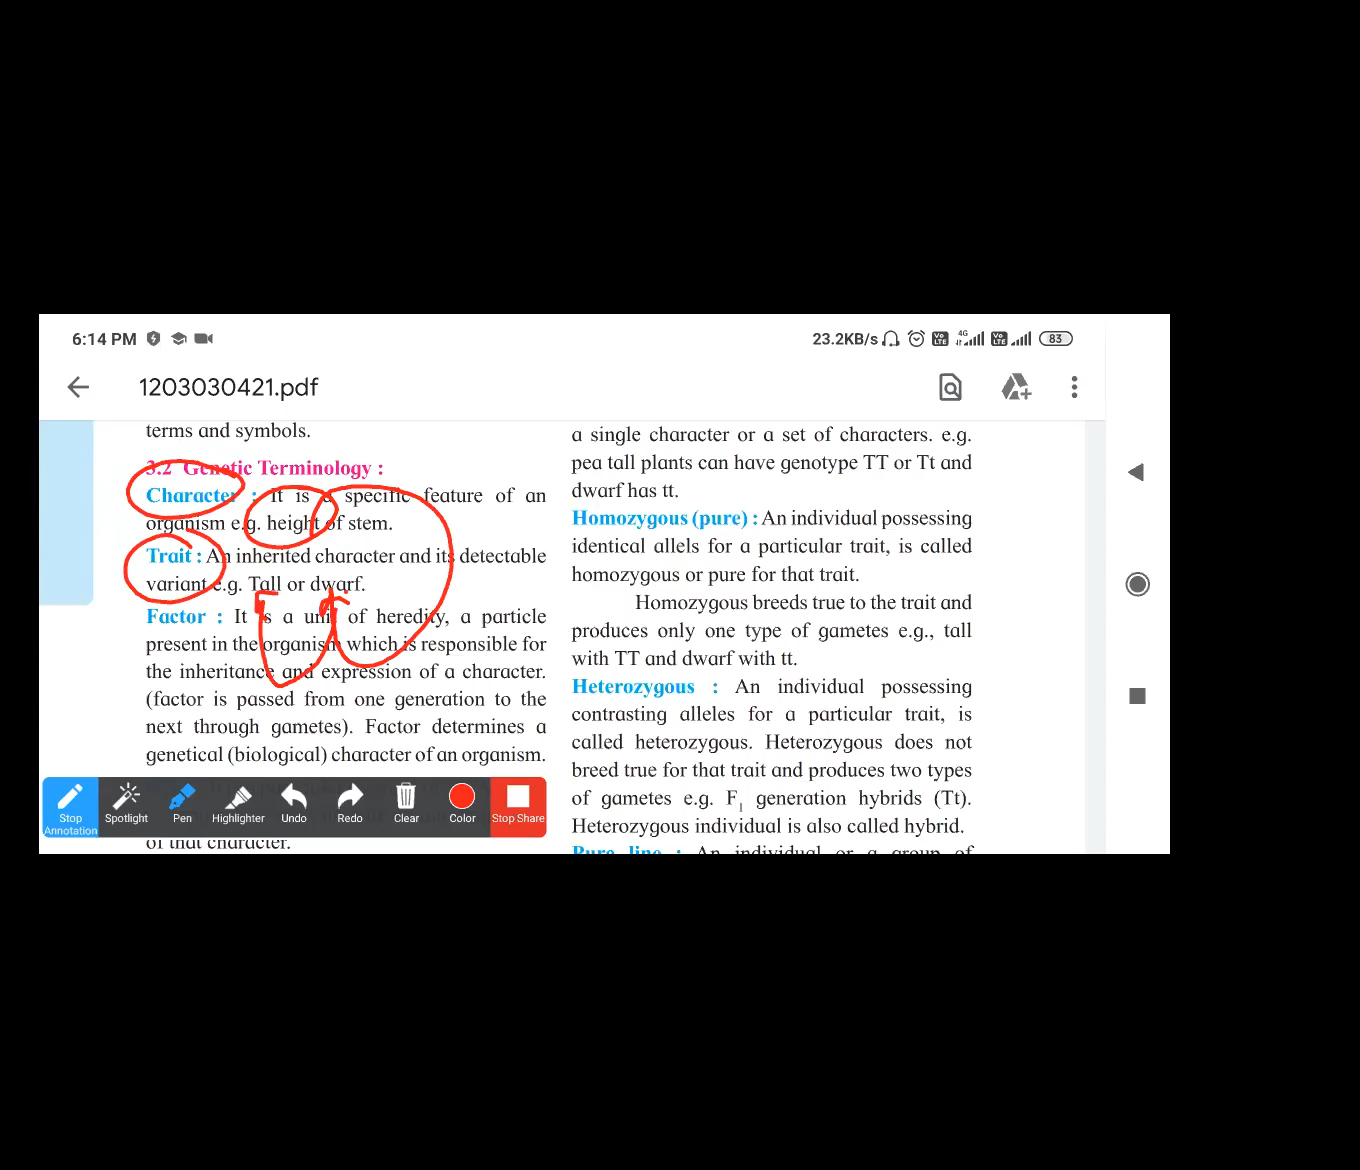 6:14 PM
23.2KB/s
4G
83
1203030421.pdf
terms and symbols.
3.2 Genetic Terminology :
Character : It is a specific feature of an
organism e.g. height of stem.
Trait : An inherited character and its detectable
variant e.g. Tall or dwarf.
Factor : It is a unit of heredity, a particle
present in the organism which is responsible for
the inheritance and expression of a character.
(factor is passed from one generation to the
next through gametes). Factor determines a
genetical (biological) character of an organism.
Stop Annotation
Spotlight
Pen
Highlighter
Undo
Redo
Clear
Color
Stop Share
of that character.
a single character or a set of characters. e.g.
pea tall plants can have genotype TT or Tt and
dwarf has tt.
Homozygous (pure) : An individual possessing
identical allels for a particular trait, is called
homozygous or pure for that trait.
Homozygous breeds true to the trait and
produces only one type of gametes e.g., tall
with TT and dwarf with tt.
Heterozygous : An individual possessing
contrasting alleles for a particular trait, is
called heterozygous. Heterozygous does not
breed true for that trait and produces two types
of gametes e.g. F1 generation hybrids (Tt).
Heterozygous individual is also called hybrid.
Pure line : An individual or a group of